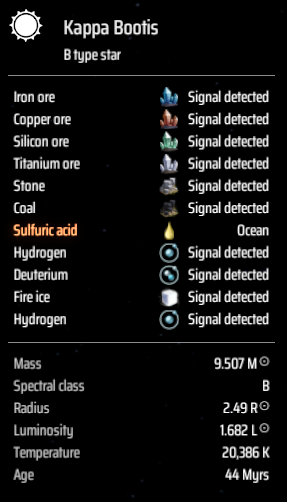 Kappa Bootis
B type star
Iron ore Signal detected
Copper ore Signal detected
Silicon ore Signal detected
Titanium ore Signal detected
Stone Signal detected
Coal Signal detected
Sulfuric acid Ocean
Hydrogen Signal detected
Deuterium Signal detected
Fire ice Signal detected
Hydrogen Signal detected
Mass 9.507 M☉
Spectral class B
Radius 2.49 R☉
Luminosity 1.682 L☉
Temperature 20,386 K
Age 44 Myrs